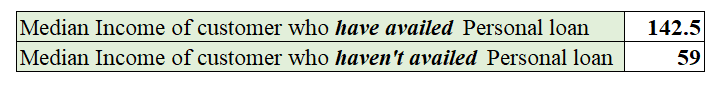 Median Income of customer who have availed Personal loan 142.5
Median Income of customer who haven't availed Personal loan 59